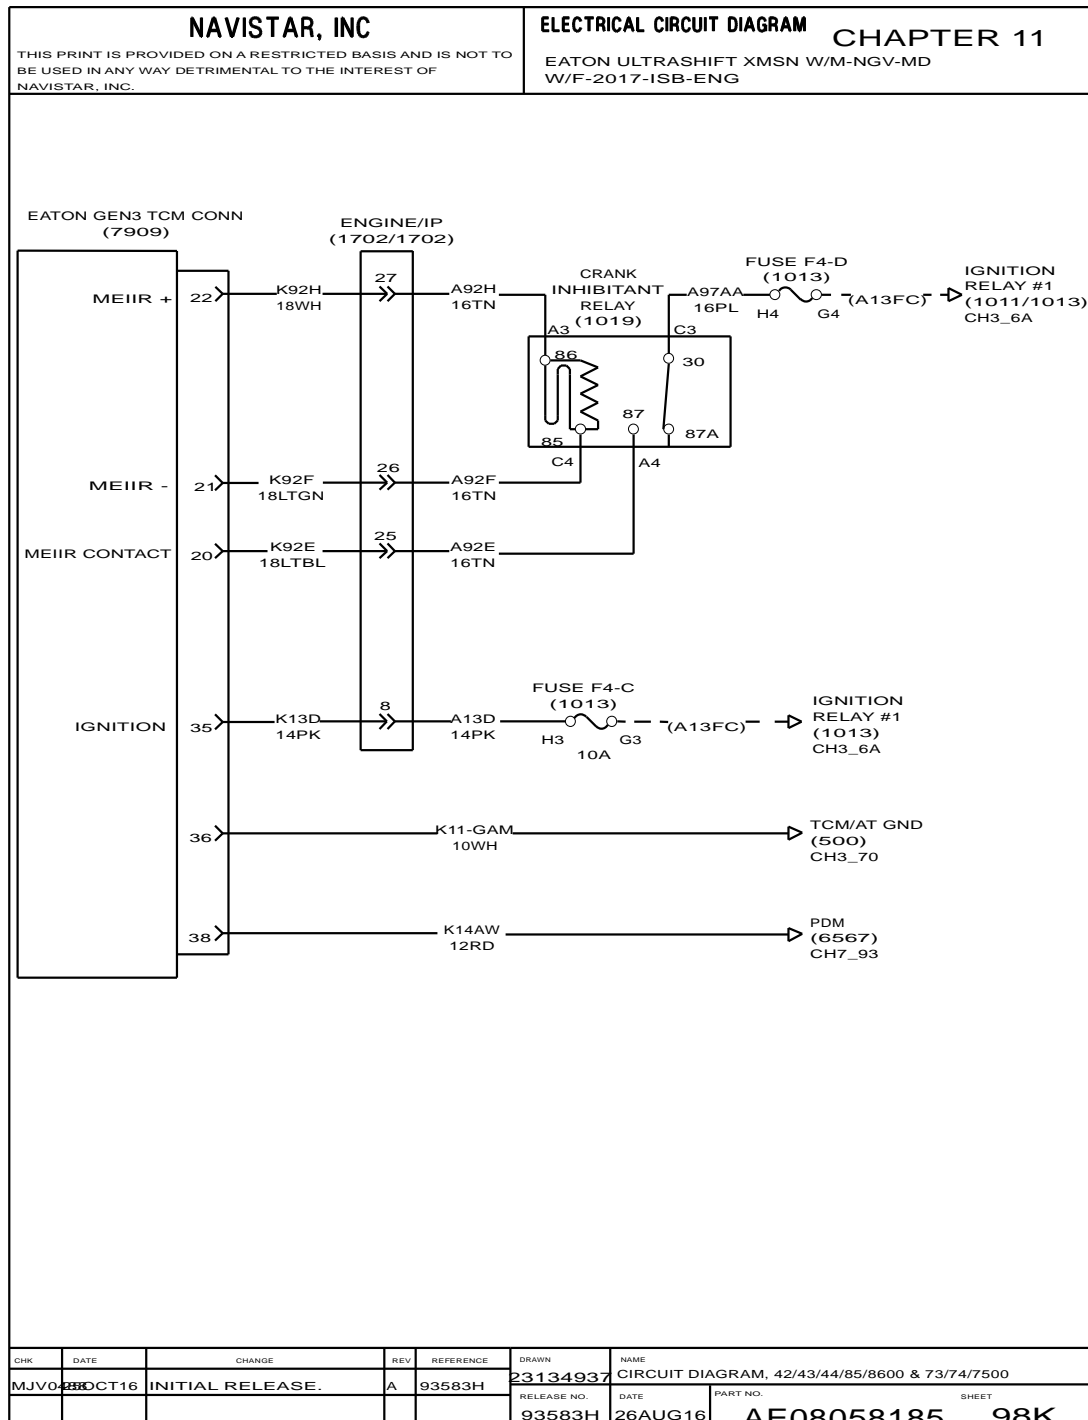 NAVISTAR, INC
THIS PRINT IS PROVIDED ON A RESTRICTED BASIS AND IS NOT TO
BE USED IN ANY WAY DETRIMENTAL TO THE INTEREST OF
NAVISTAR, INC.
ELECTRICAL CIRCUIT DIAGRAM
CHAPTER 11
EATON ULTRASHIFT XMSN W/M-NGV-MD
W/F-2017-ISB-ENG
EATON GEN3 TCM CONN
(7909)
ENGINE/IP
(1702/1702)
MEIIR +
22
K92H
18WH
27
A92H
16TN
CRANK
INHIBITANT
RELAY
(1019)
A3
C3
86
30
87
87A
85
C4
A4
A97AA
16PL
FUSE F4-D
(1013)
H4
G4
(A13FC)
IGNITION
RELAY #1
(1011/1013)
CH3_6A
MEIIR -
21
K92F
18LTGN
26
A92F
16TN
MEIIR CONTACT
20
K92E
18LTBL
25
A92E
16TN
IGNITION
35
K13D
14PK
8
A13D
14PK
FUSE F4-C
(1013)
H3
G3
10A
(A13FC)
IGNITION
RELAY #1
(1013)
CH3_6A
36
K11-GAM
10WH
TCM/AT GND
(500)
CH3_70
38
K14AW
12RD
PDM
(6567)
CH7_93
CHK
DATE
CHANGE
REV
REFERENCE
DRAWN
NAME
OCT16
INITIAL RELEASE.
A
93583H
23134937
CIRCUIT DIAGRAM, 42/43/44/85/8600 & 73/74/7500
RELEASE NO.
DATE
PART NO.
SHEET
93583H
26AUG16
AE08058185
98K